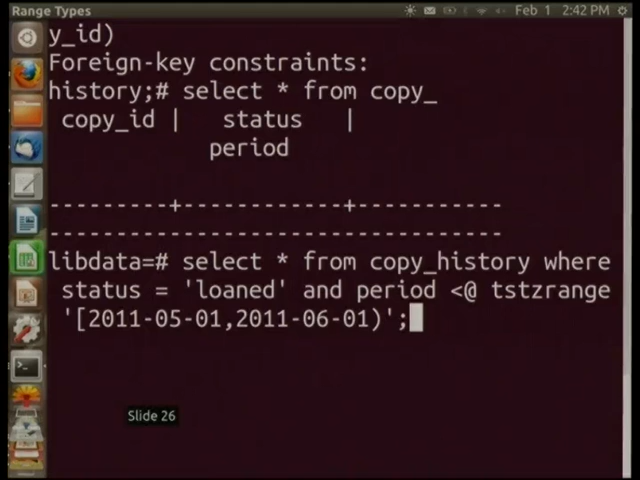 Range Types
Feb 1 2:42 PM
y_id)
Foreign-key constraints:
history;# select * from copy_
copy_id | status |
period
---------+------------+-----------
--------------------------------
libdata=# select * from copy_history where
status = 'loaned' and period <@ tstzrange
'[2011-05-01,2011-06-01)';
Slide 26